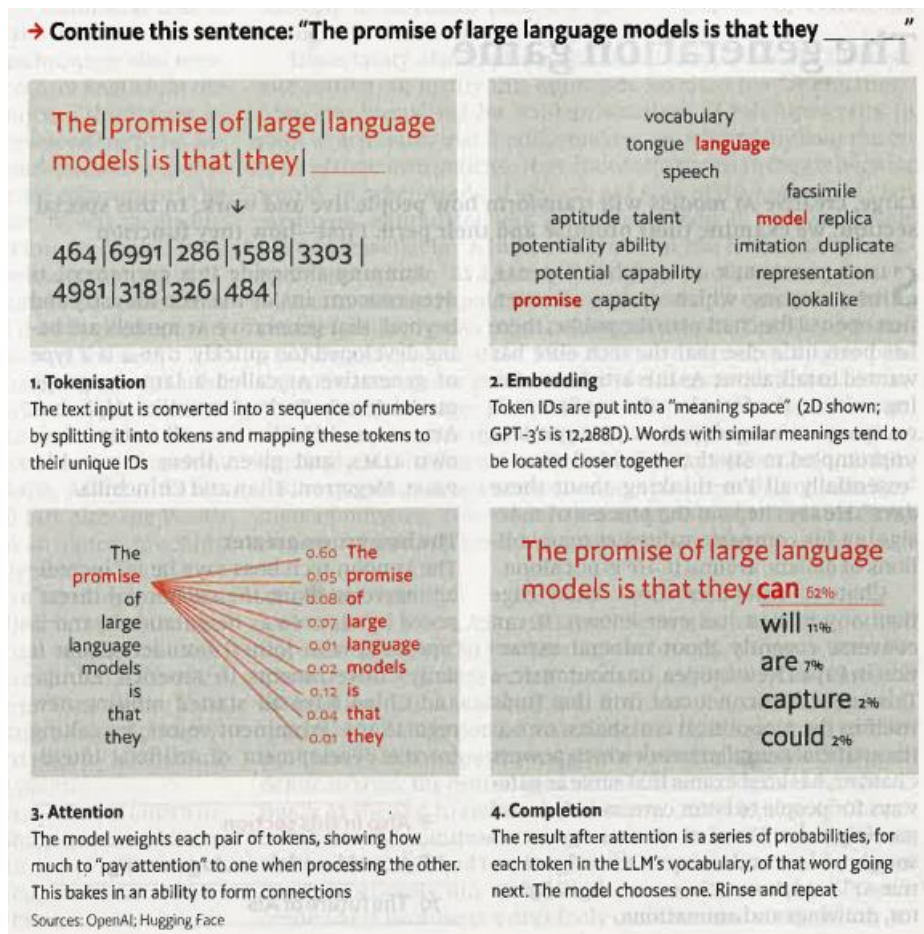 → Continue this sentence: “The promise of large language models is that they ______”
The|promise|of|large|language
models|is|that|they|
↓
464|6991|286|1588|3303|
4981|318|326|484|
1. Tokenisation
The text input is converted into a sequence of numbers
by splitting it into tokens and mapping these tokens to
their unique IDs
vocabulary
tongue language
speech
facsimile
aptitude talent
model replica
potentiality ability
imitation duplicate
potential capability
representation
promise capacity
lookalike
2. Embedding
Token IDs are put into a “meaning space” (2D shown;
GPT-3’s is 12,288D). Words with similar meanings tend to
be located closer together
The 0.60 The
promise 0.05 promise
of 0.08 of
large 0.07 large
language 0.01 language
models 0.02 models
is 0.12 is
that 0.04 that
they 0.01 they
3. Attention
The model weights each pair of tokens, showing how
much to “pay attention” to one when processing the other.
This bakes in an ability to form connections
Sources: OpenAI; Hugging Face
The promise of large language
models is that they can 62%
will 11%
are 7%
capture 2%
could 2%
4. Completion
The result after attention is a series of probabilities, for
each token in the LLM’s vocabulary, of that word going
next. The model chooses one. Rinse and repeat